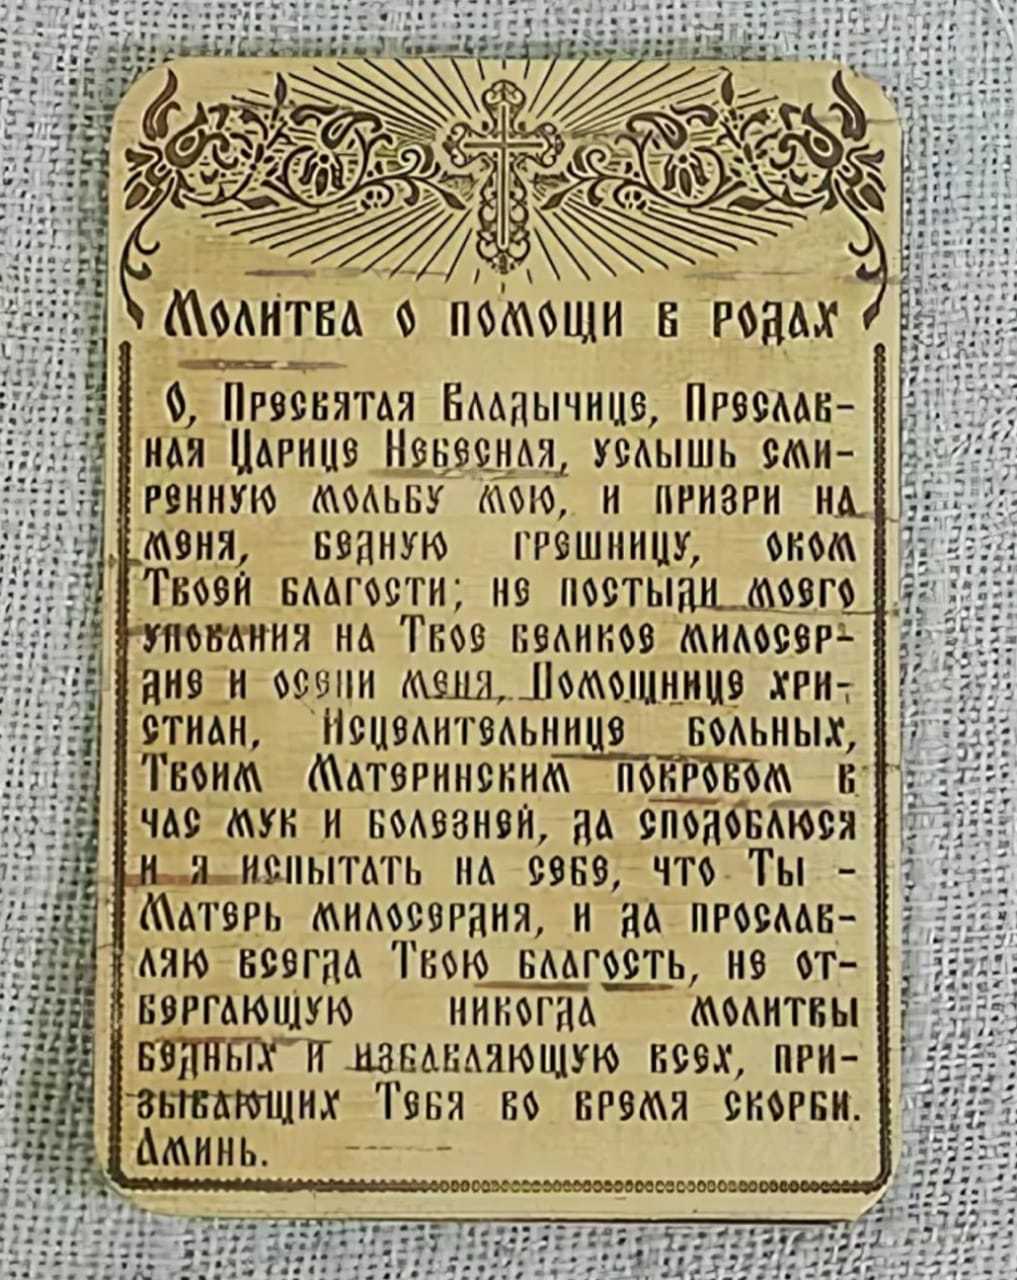 Молитва о помощи в родах
О, Пресвятая Владычице, Преслав-
ная Царице Небесная, услышь сми-
ренную мольбу мою, и призри на
меня, бедную грешницу, оком
Твоей благости; не постыди моего
упования на Твое великое милосер-
дие и осени меня, Помощнице хри-
стиан, Исцелительнице больных,
Твоим Материнским покровом в
час мук и болезней, да сподоблюся
и я испытать на себе, что Ты -
Матерь милосердия, и да прослав-
ляю всегда Твою благость, не от-
вергающую никогда молитвы
бедных и избавляющую всех, при-
зывающих Тебя во время скорби.
Аминь.